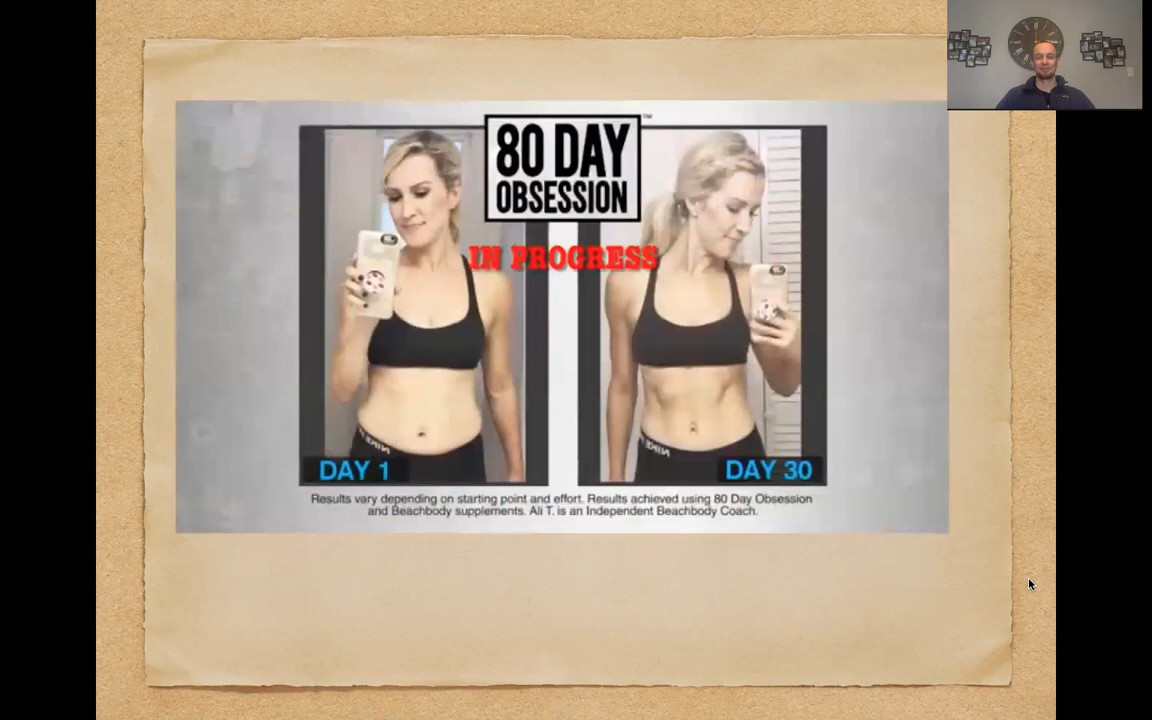 80 DAY
OBSESSION
TM
IN PROGRESS
DAY 1
DAY 30
Results vary depending on starting point and effort. Results achieved using 80 Day Obsession
and Beachbody supplements. Ali T. is an Independent Beachbody Coach.